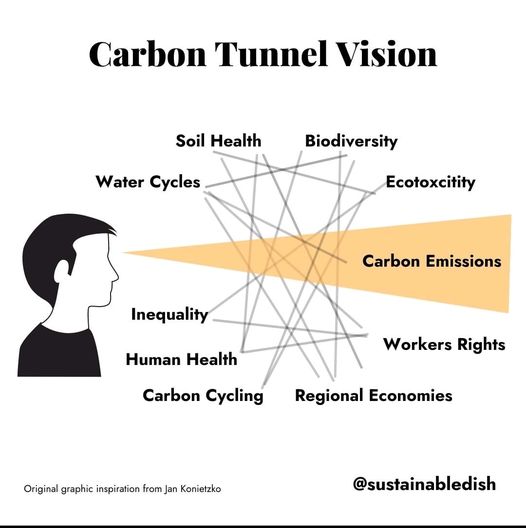 Carbon Tunnel Vision
Soil Health
Biodiversity
Water Cycles
Ecotoxcitity
Carbon Emissions
Inequality
Workers Rights
Human Health
Carbon Cycling
Regional Economies
Original graphic inspiration from Jan Konietzko
@sustainabledish